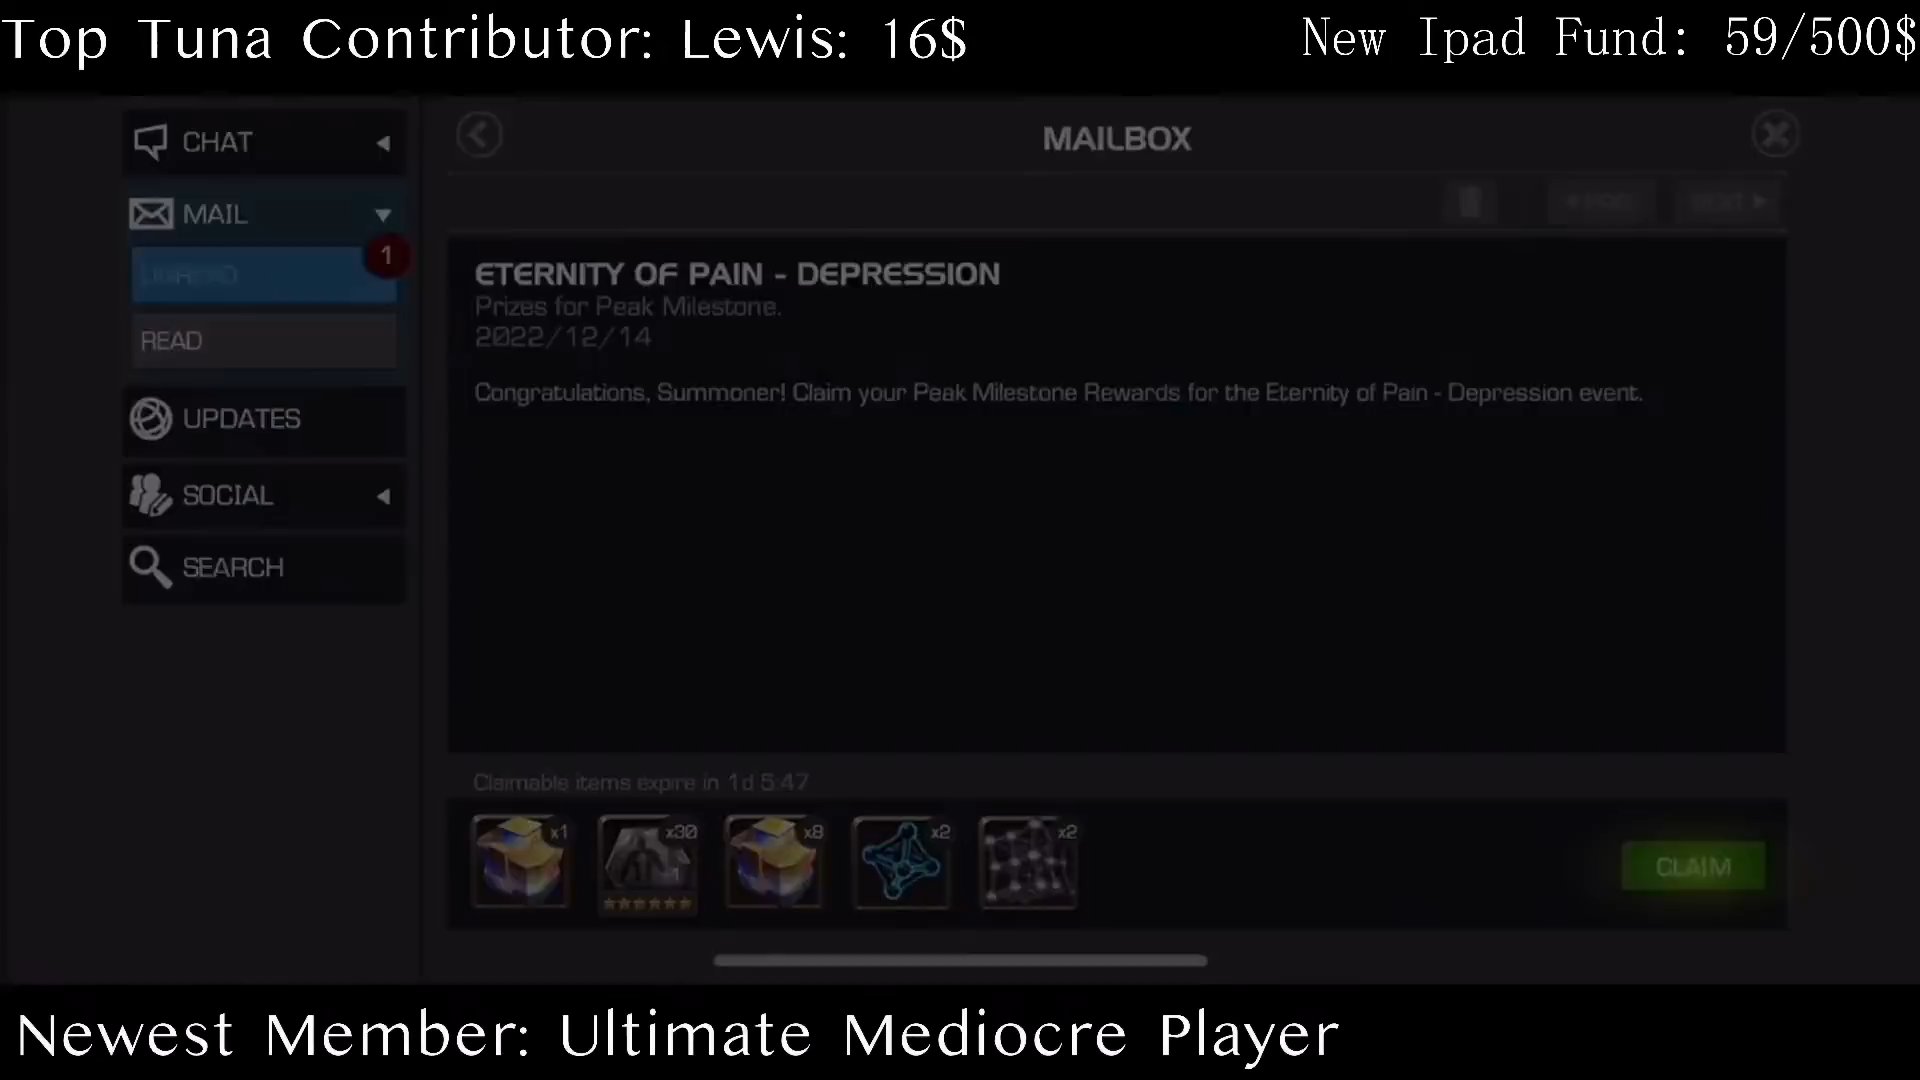 Top Tuna Contributor: Lewis: 16$
New Ipad Fund: 59/500$
CHAT
MAILBOX
MAIL
1
UNREAD
READ
UPDATES
SOCIAL
SEARCH
NEXT
ETERNITY OF PAIN - DEPRESSION
Prizes for Peak Milestone.
2022/12/14
Congratulations, Summoner! Claim your Peak Milestone Rewards for the Eternity of Pain - Depression event.
Claimable items expire in 1d 5:47
x1
x30
x8
x2
x2
CLAIM
Newest Member: Ultimate Mediocre Player